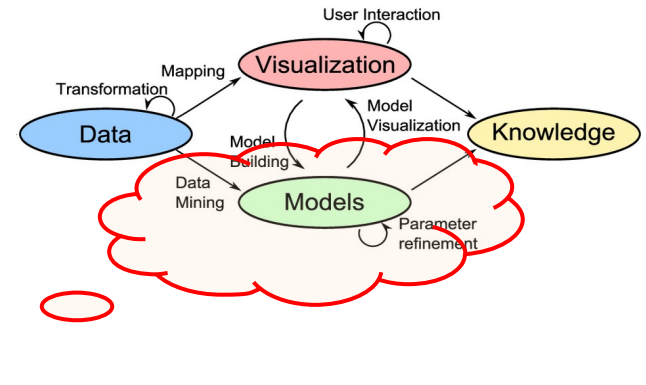 User Interaction
Visualization
Mapping
Transformation
Data
Model
Visualization
Knowledge
Model
Building
Data
Mining
Models
Parameter
refinement